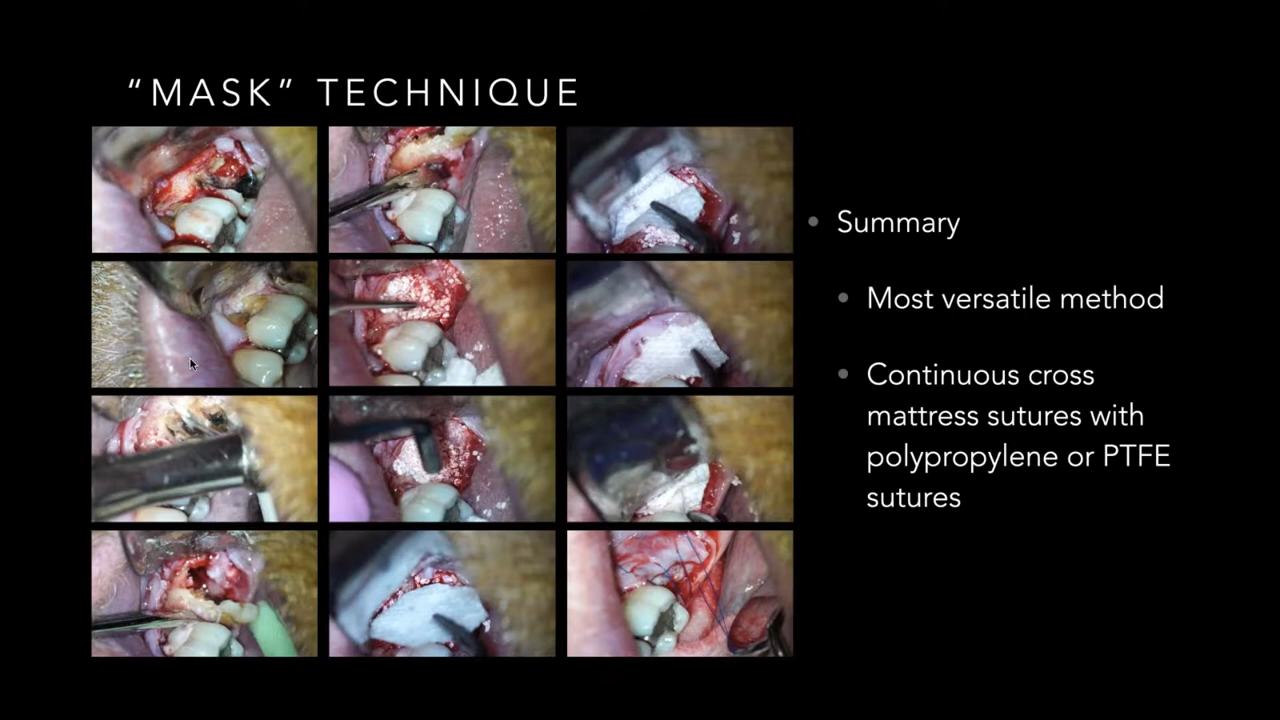 “MASK” TECHNIQUE
Summary
Most versatile method
Continuous cross
mattress sutures with
polypropylene or PTFE
sutures